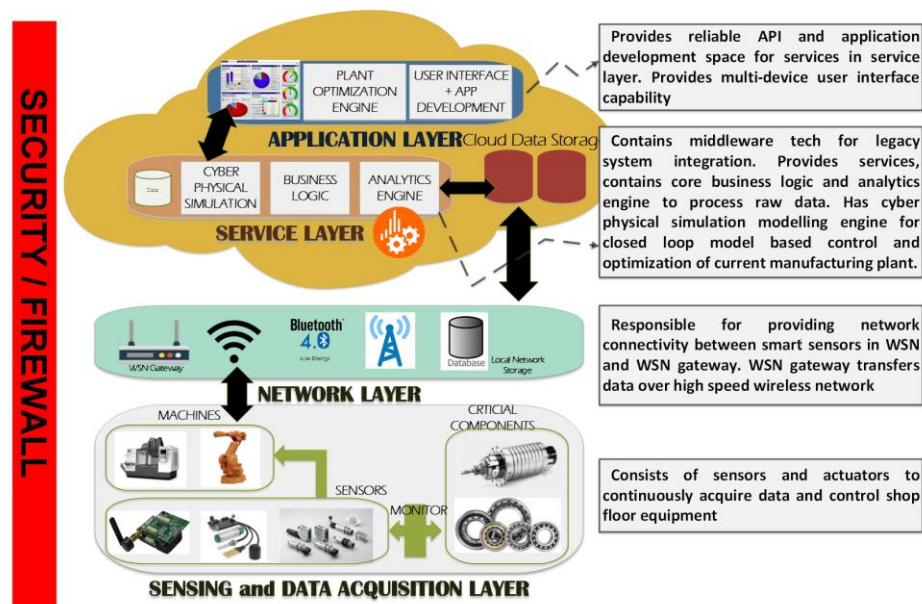 SECURITY / FIREWALL
PLANT
OPTIMIZATION
ENGINE
USER INTERFACE
+ APP
DEVELOPMENT
APPLICATION LAYER
Cloud Data Storage
Data
CYBER
PHYSICAL
SIMULATION
BUSINESS
LOGIC
ANALYTICS
ENGINE
SERVICE LAYER
WSN Gateway
Bluetooth
4.0
Low Energy
Database
Local Network
Storage
NETWORK LAYER
MACHINES
CRTICIAL
COMPONENTS
SENSORS
MONITOR
SENSING and DATA ACQUISITION LAYER
Provides reliable API and application
development space for services in service
layer. Provides multi-device user interface
capability
Contains middleware tech for legacy
system integration. Provides services,
contains core business logic and analytics
engine to process raw data. Has cyber
physical simulation modelling engine for
closed loop model based control and
optimization of current manufacturing plant.
Responsible for providing network
connectivity between smart sensors in WSN
and WSN gateway. WSN gateway transfers
data over high speed wireless network
Consists of sensors and actuators to
continuously acquire data and control shop
floor equipment